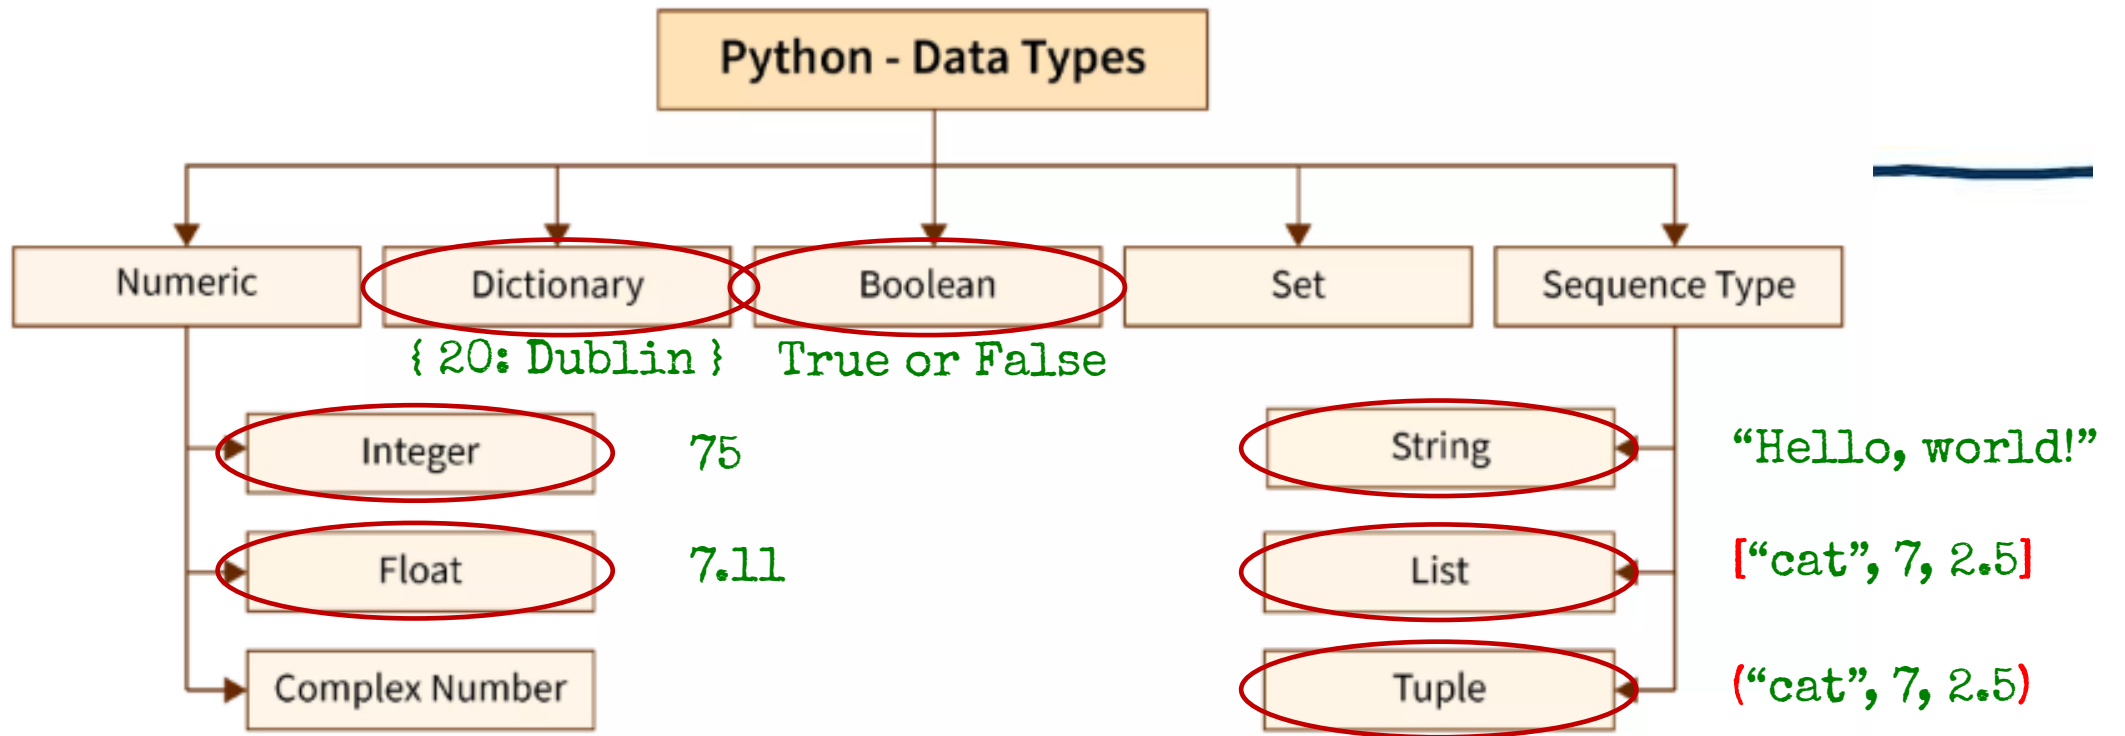 Python - Data Types
Numeric
Dictionary
Boolean
Set
Sequence Type
{ 20: Dublin }
True or False
Integer
75
String
“Hello, world!”
Float
7.11
List
[“cat”, 7, 2.5]
Complex Number
Tuple
(“cat”, 7, 2.5)